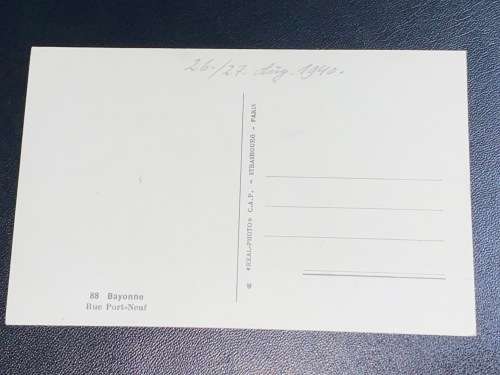 26./27. Aug. 1940.
"REAL-PHOTO" C.A.P. - STRASBOURG - PARIS
88 Bayonne
Rue Port-Neuf